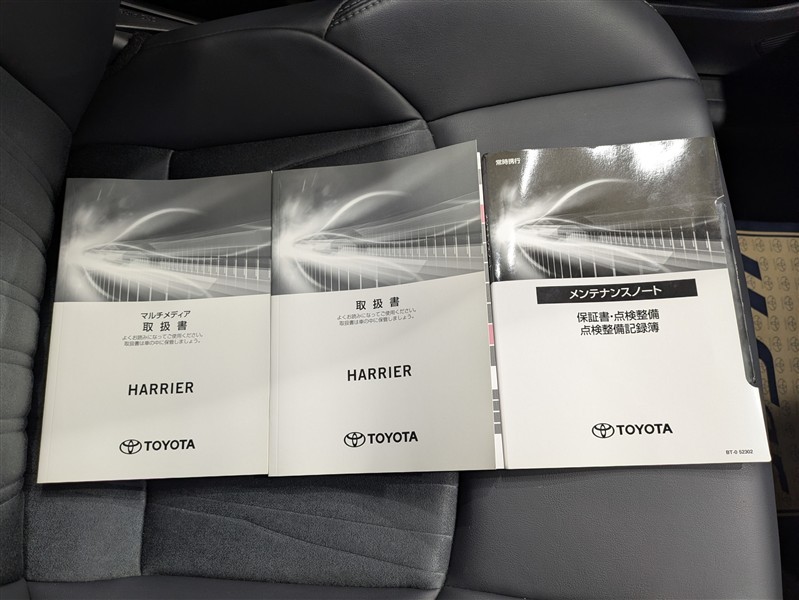 マルチメディア
取扱書
よくお読みになってご使用ください。
取扱書は車の中に保管しましょう。
HARRIER
TOYOTA
取扱書
よくお読みになってご使用ください。
取扱書は車の中に保管しましょう。
HARRIER
TOYOTA
常時携行
メンテナンスノート
保証書・点検整備
点検整備記録簿
TOYOTA
BT-0 52302